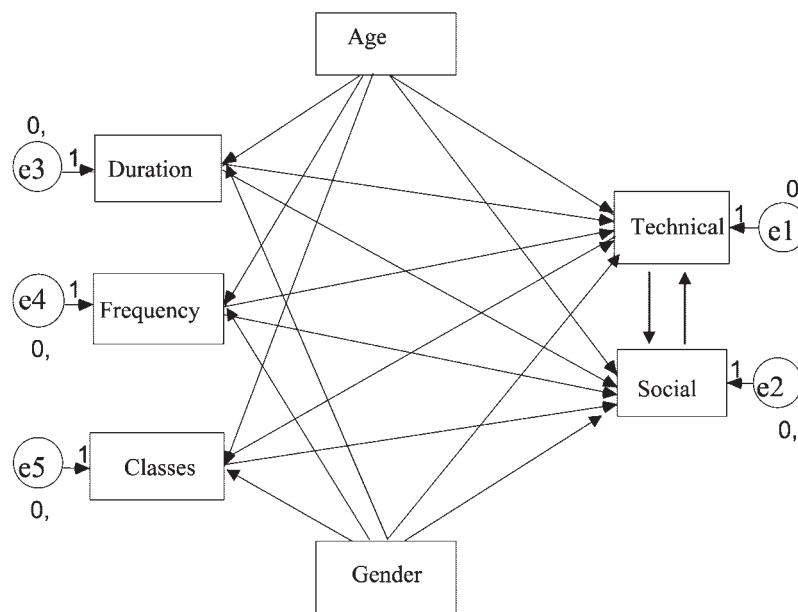 Age
0,
e3
1
Duration
0
Technical
1
e1
e4
1
Frequency
0,
Social
1
e2
0,
e5
1
Classes
0,
Gender